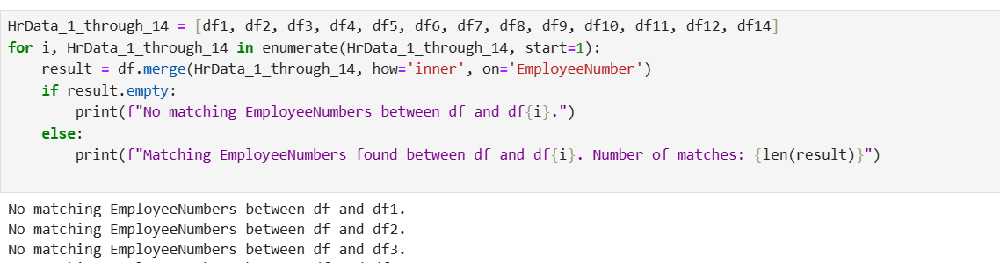 HrData_1_through_14 = [df1, df2, df3, df4, df5, df6, df7, df8, df9, df10, df11, df12, df14]
for i, HrData_1_through_14 in enumerate(HrData_1_through_14, start=1):
    result = df.merge(HrData_1_through_14, how='inner', on='EmployeeNumber')
    if result.empty:
        print(f"No matching EmployeeNumbers between df and df{i}.")
    else:
        print(f"Matching EmployeeNumbers found between df and df{i}. Number of matches: {len(result)}")
No matching EmployeeNumbers between df and df1.
No matching EmployeeNumbers between df and df2.
No matching EmployeeNumbers between df and df3.